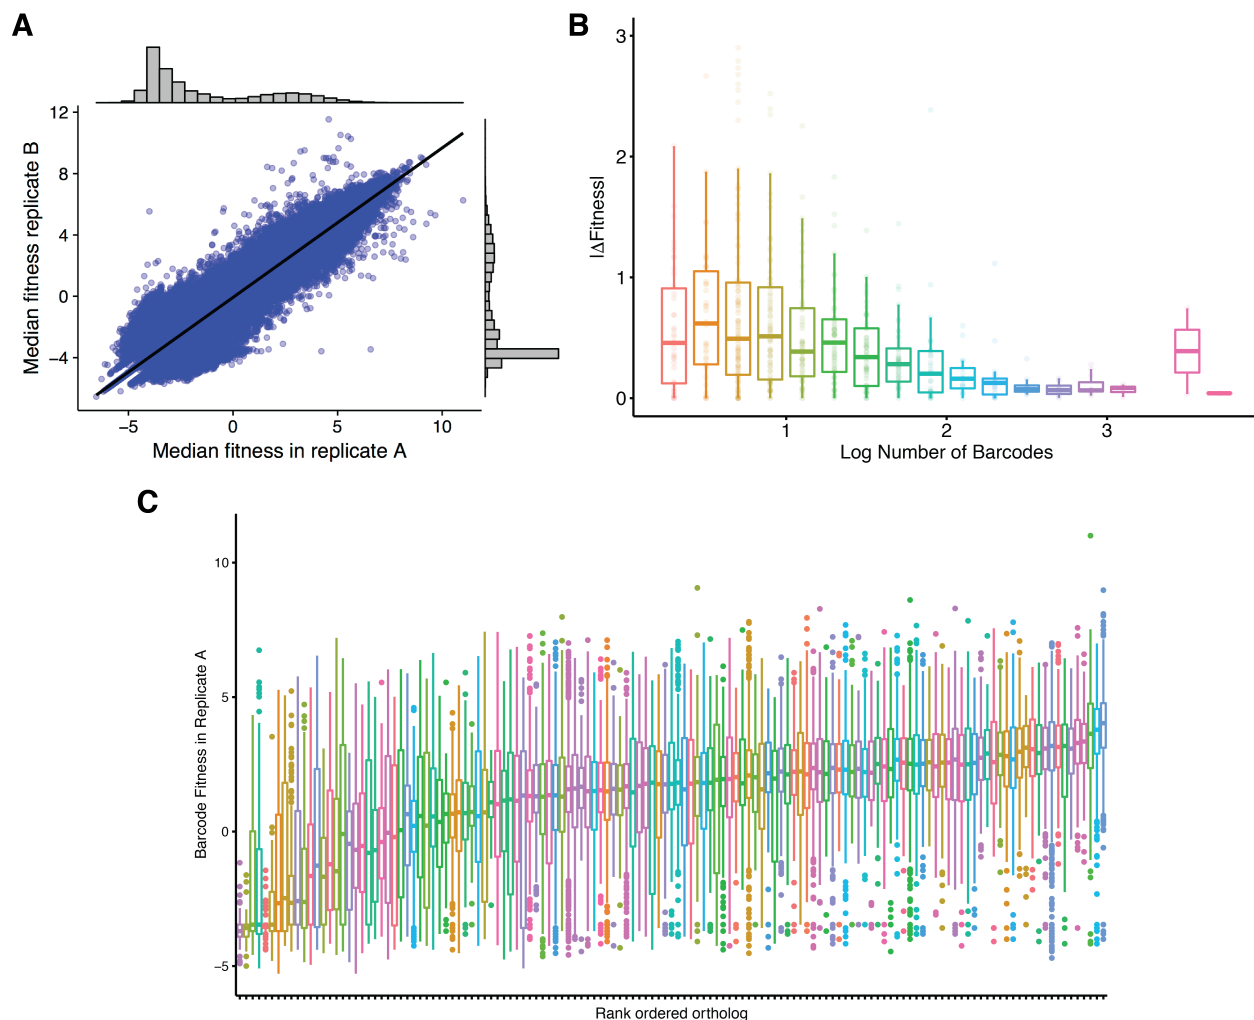 A
12
8
4
0
−4
Median fitness replicate B
−5
0
5
10
Median fitness in replicate A
B
3
2
1
0
|ΔFitness|
1
2
3
Log Number of Barcodes
C
10
5
0
−5
Barcode Fitness in Replicate A
Rank ordered ortholog